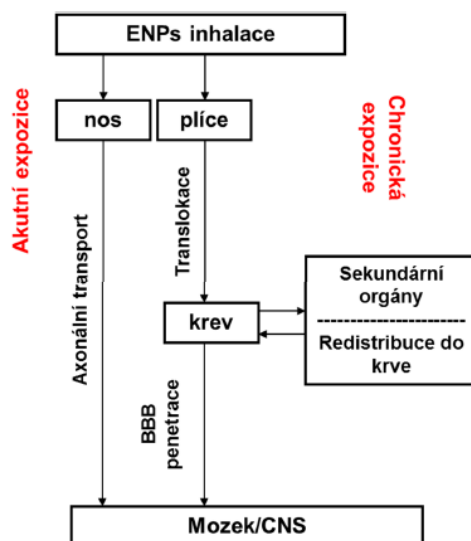 ENPs inhalace
nos
plíce
Akutní expozice
Chronická
expozice
Axonální transport
Translokace
Sekundární
orgány
Redistribuce do
krve
krev
BBB
penetrace
Mozek/CNS